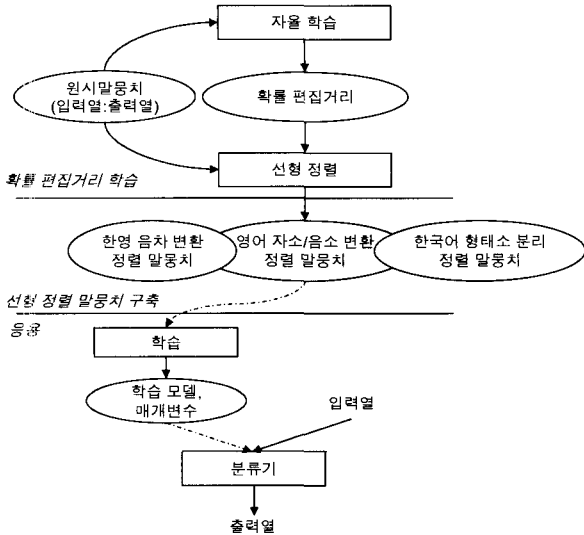 자율 학습
원시말뭉치
(입력열:출력열)
확률 편집거리
선형 정렬
확률 편집거리 학습
한영 음차 변환
정렬 말뭉치
영어 자소/음소 변환
정렬 말뭉치
한국어 형태소 분리
정렬 말뭉치
선형 정렬 말뭉치 구축
응용
학습
학습 모델,
매개변수
입력열
분류기
출력열